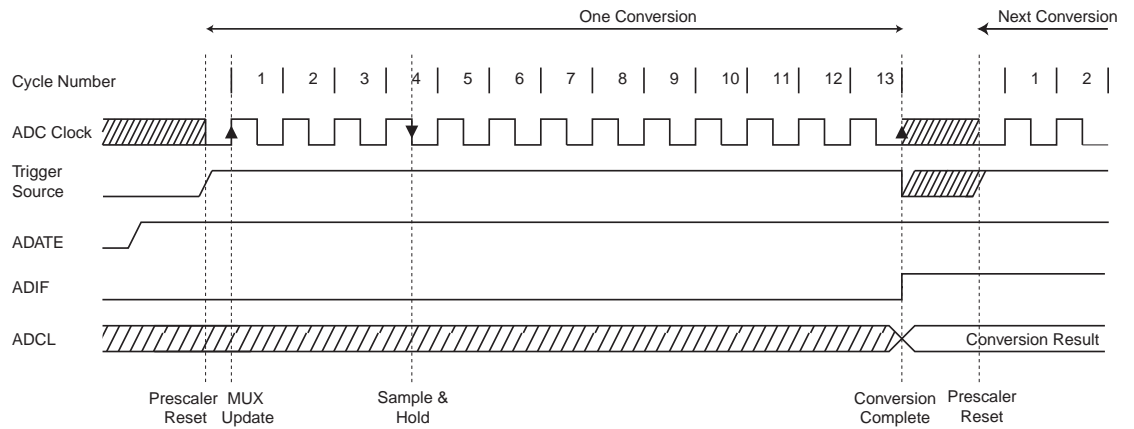 One Conversion
Next Conversion
Cycle Number
1 2 3 4 5 6 7 8 9 10 11 12 13 1 2
ADC Clock
Trigger
Source
ADATE
ADIF
ADCL
Conversion Result
Prescaler
Reset
MUX
Update
Sample &
Hold
Conversion
Complete
Prescaler
Reset